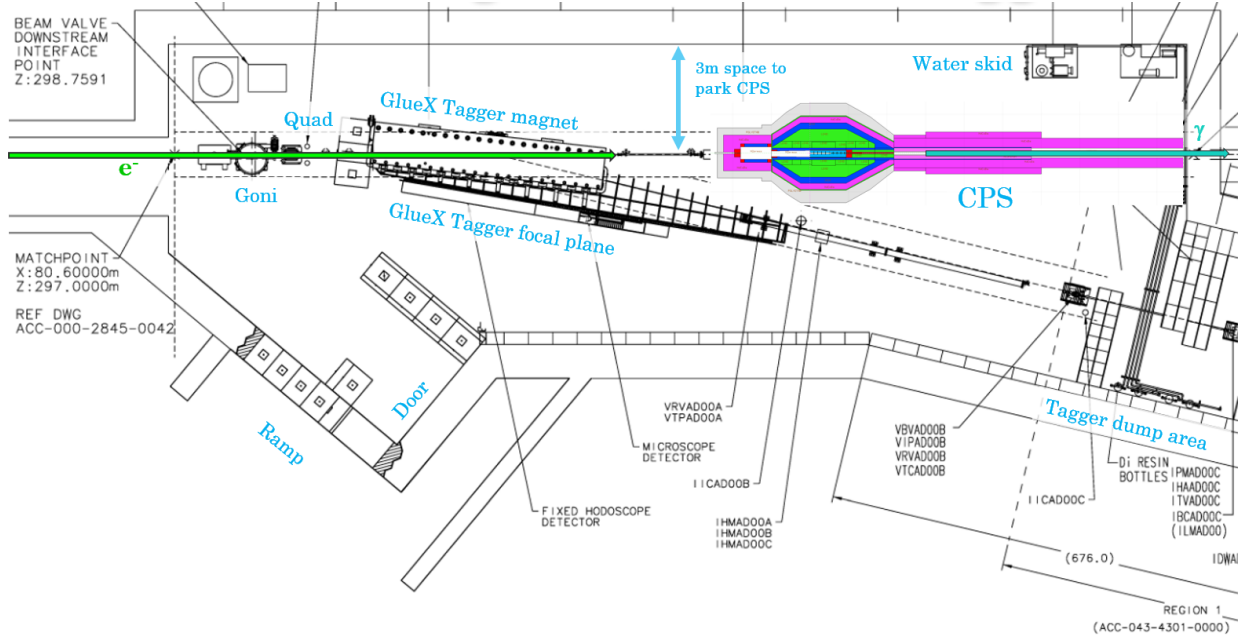 BEAM VALVE
DOWNSTREAM
INTERFACE
POINT
Z:298.7591
Quad
GlueX Tagger magnet
3m space to
park CPS
Water skid
e-
Goni
γ
GlueX Tagger focal plane
CPS
MATCHPOINT
X:80.60000m
Z:297.0000m
REF DWG
ACC-000-2845-0042
Door
Ramp
VRVAD00A
VTPAD00A
MICROSCOPE
DETECTOR
IICAD00B
FIXED HODOSCOPE
DETECTOR
IHMAD00A
IHMAD00B
IHMAD00C
VBVAD00B
VIPAD00B
VRVAD00B
VTCAD00B
Tagger dump area
IICAD00C
Di RESIN
BOTTLES
IPMAD00C
IHAAD00C
ITVAD00C
IBCAD00C
(ILMAD00)
(676.0)
REGION 1
(ACC-043-4301-0000)